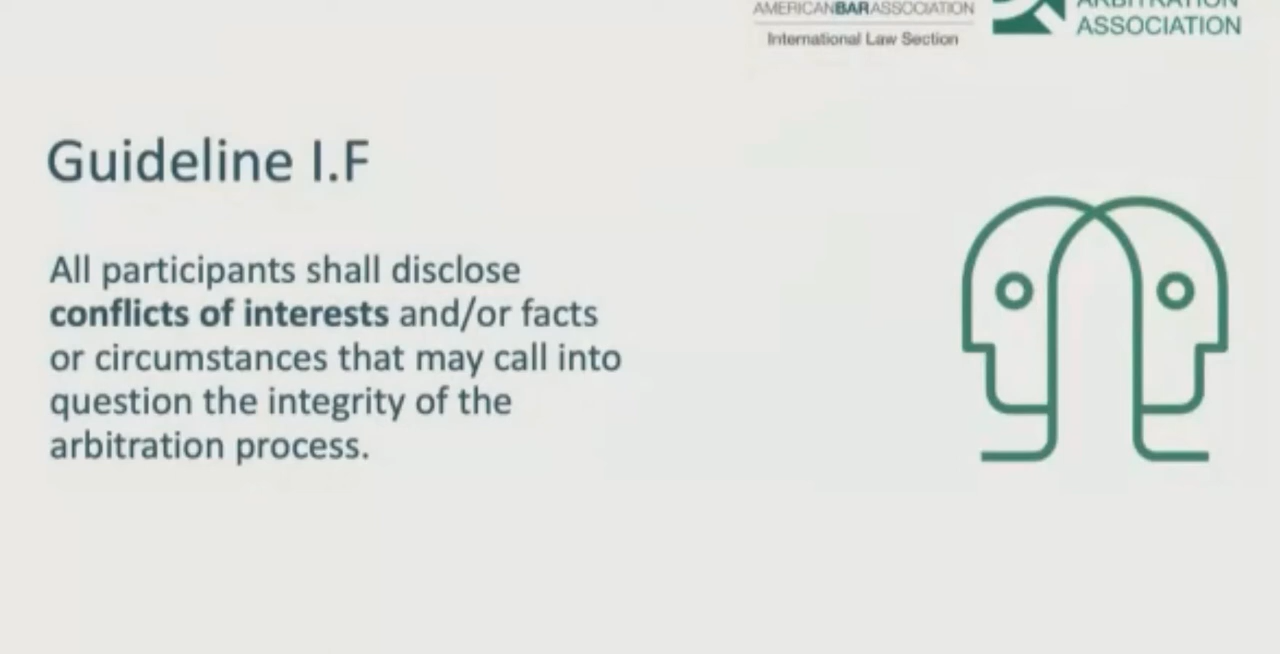 AMERICANBARASSOCIATION
International Law Section
ARBITRATION
ASSOCIATION
Guideline I.F
All participants shall disclose
conflicts of interests and/or facts
or circumstances that may call into
question the integrity of the
arbitration process.